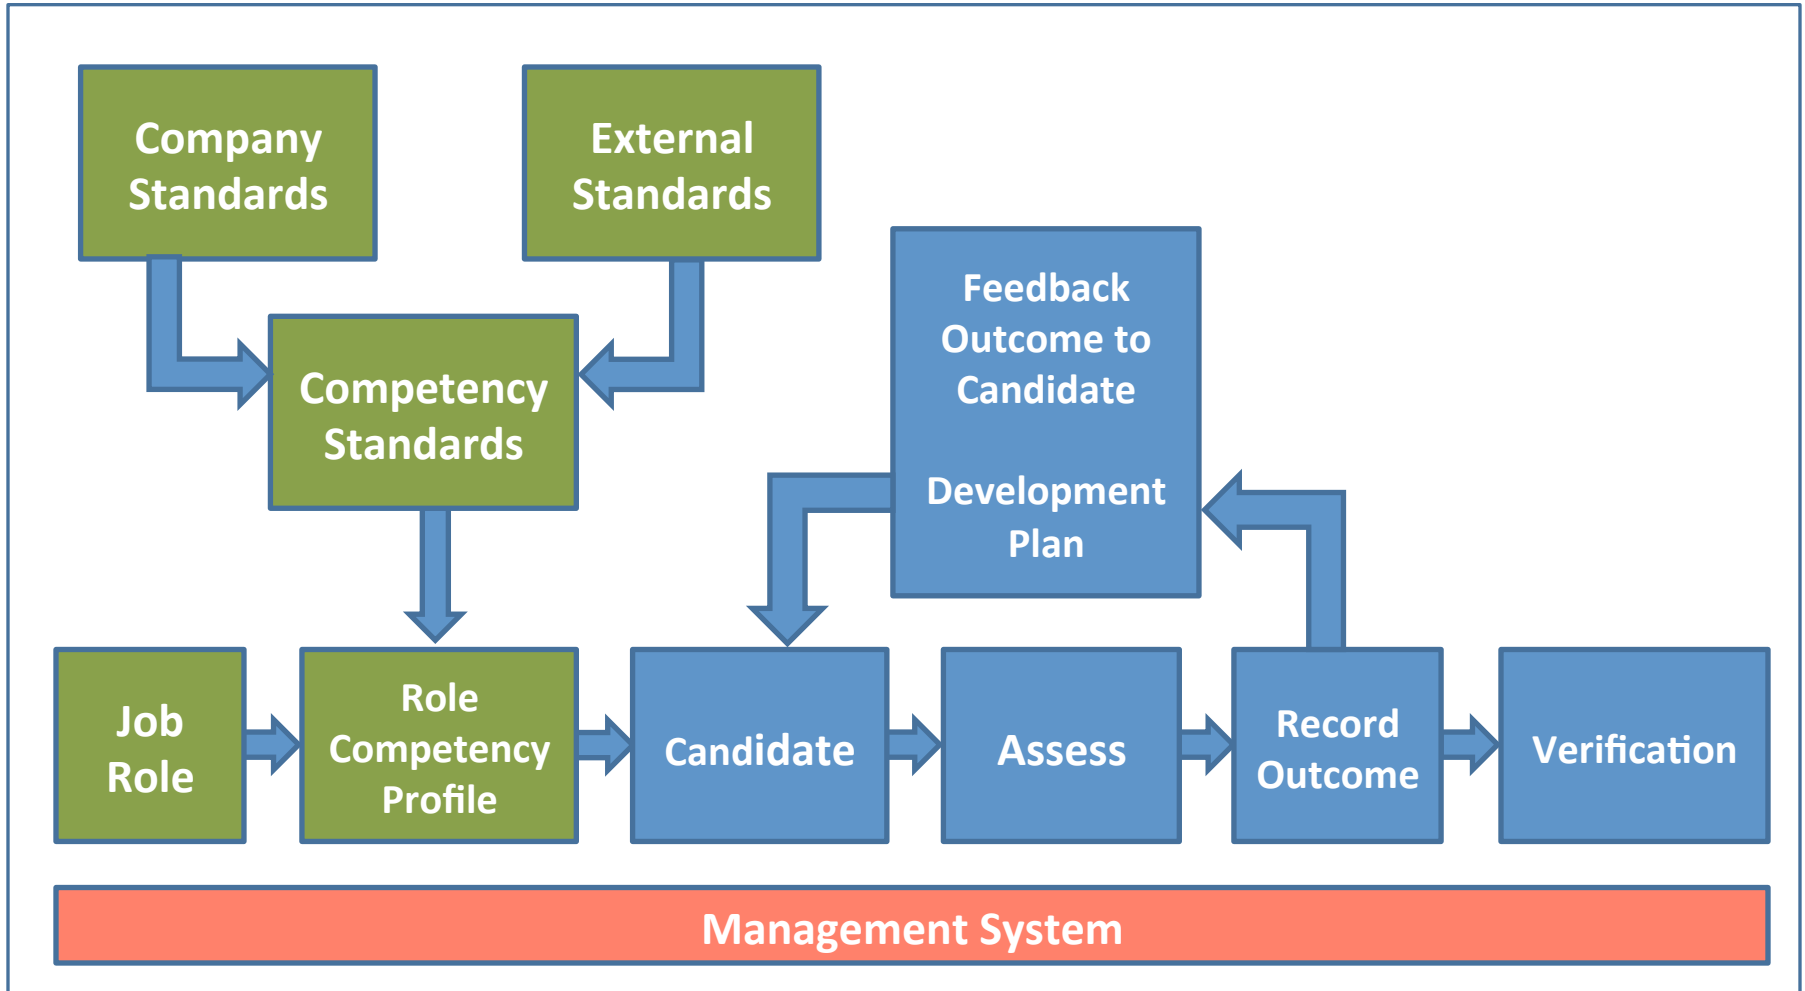 Company
Standards
External
Standards
Competency
Standards
Feedback
Outcome to
Candidate
Development
Plan
Job
Role
Role
Competency
Profile
Candidate
Assess
Record
Outcome
Verification
Management System